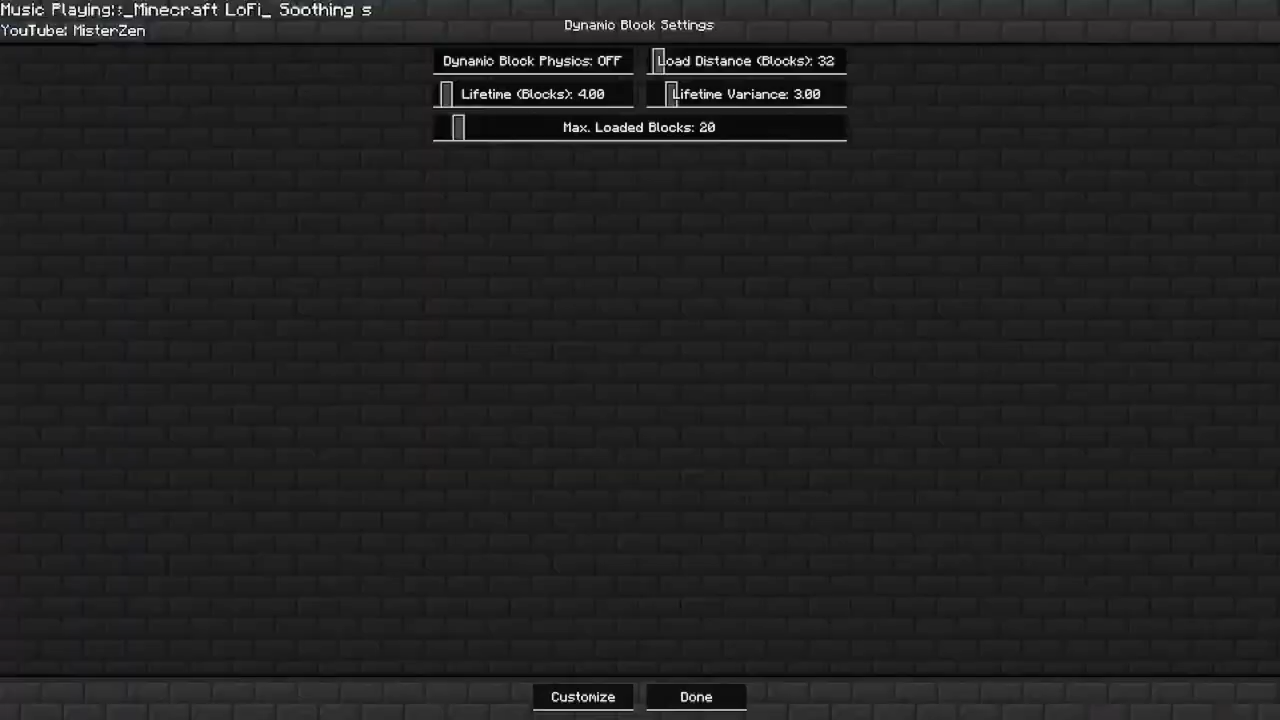 Music Playing::_Minecraft LoFi_ Soothing s
YouTube: MisterZen
Dynamic Block Settings
Dynamic Block Physics: OFF
Load Distance (Blocks): 32
Lifetime (Blocks): 4.00
Lifetime Variance: 3.00
Max. Loaded Blocks: 20
Customize
Done